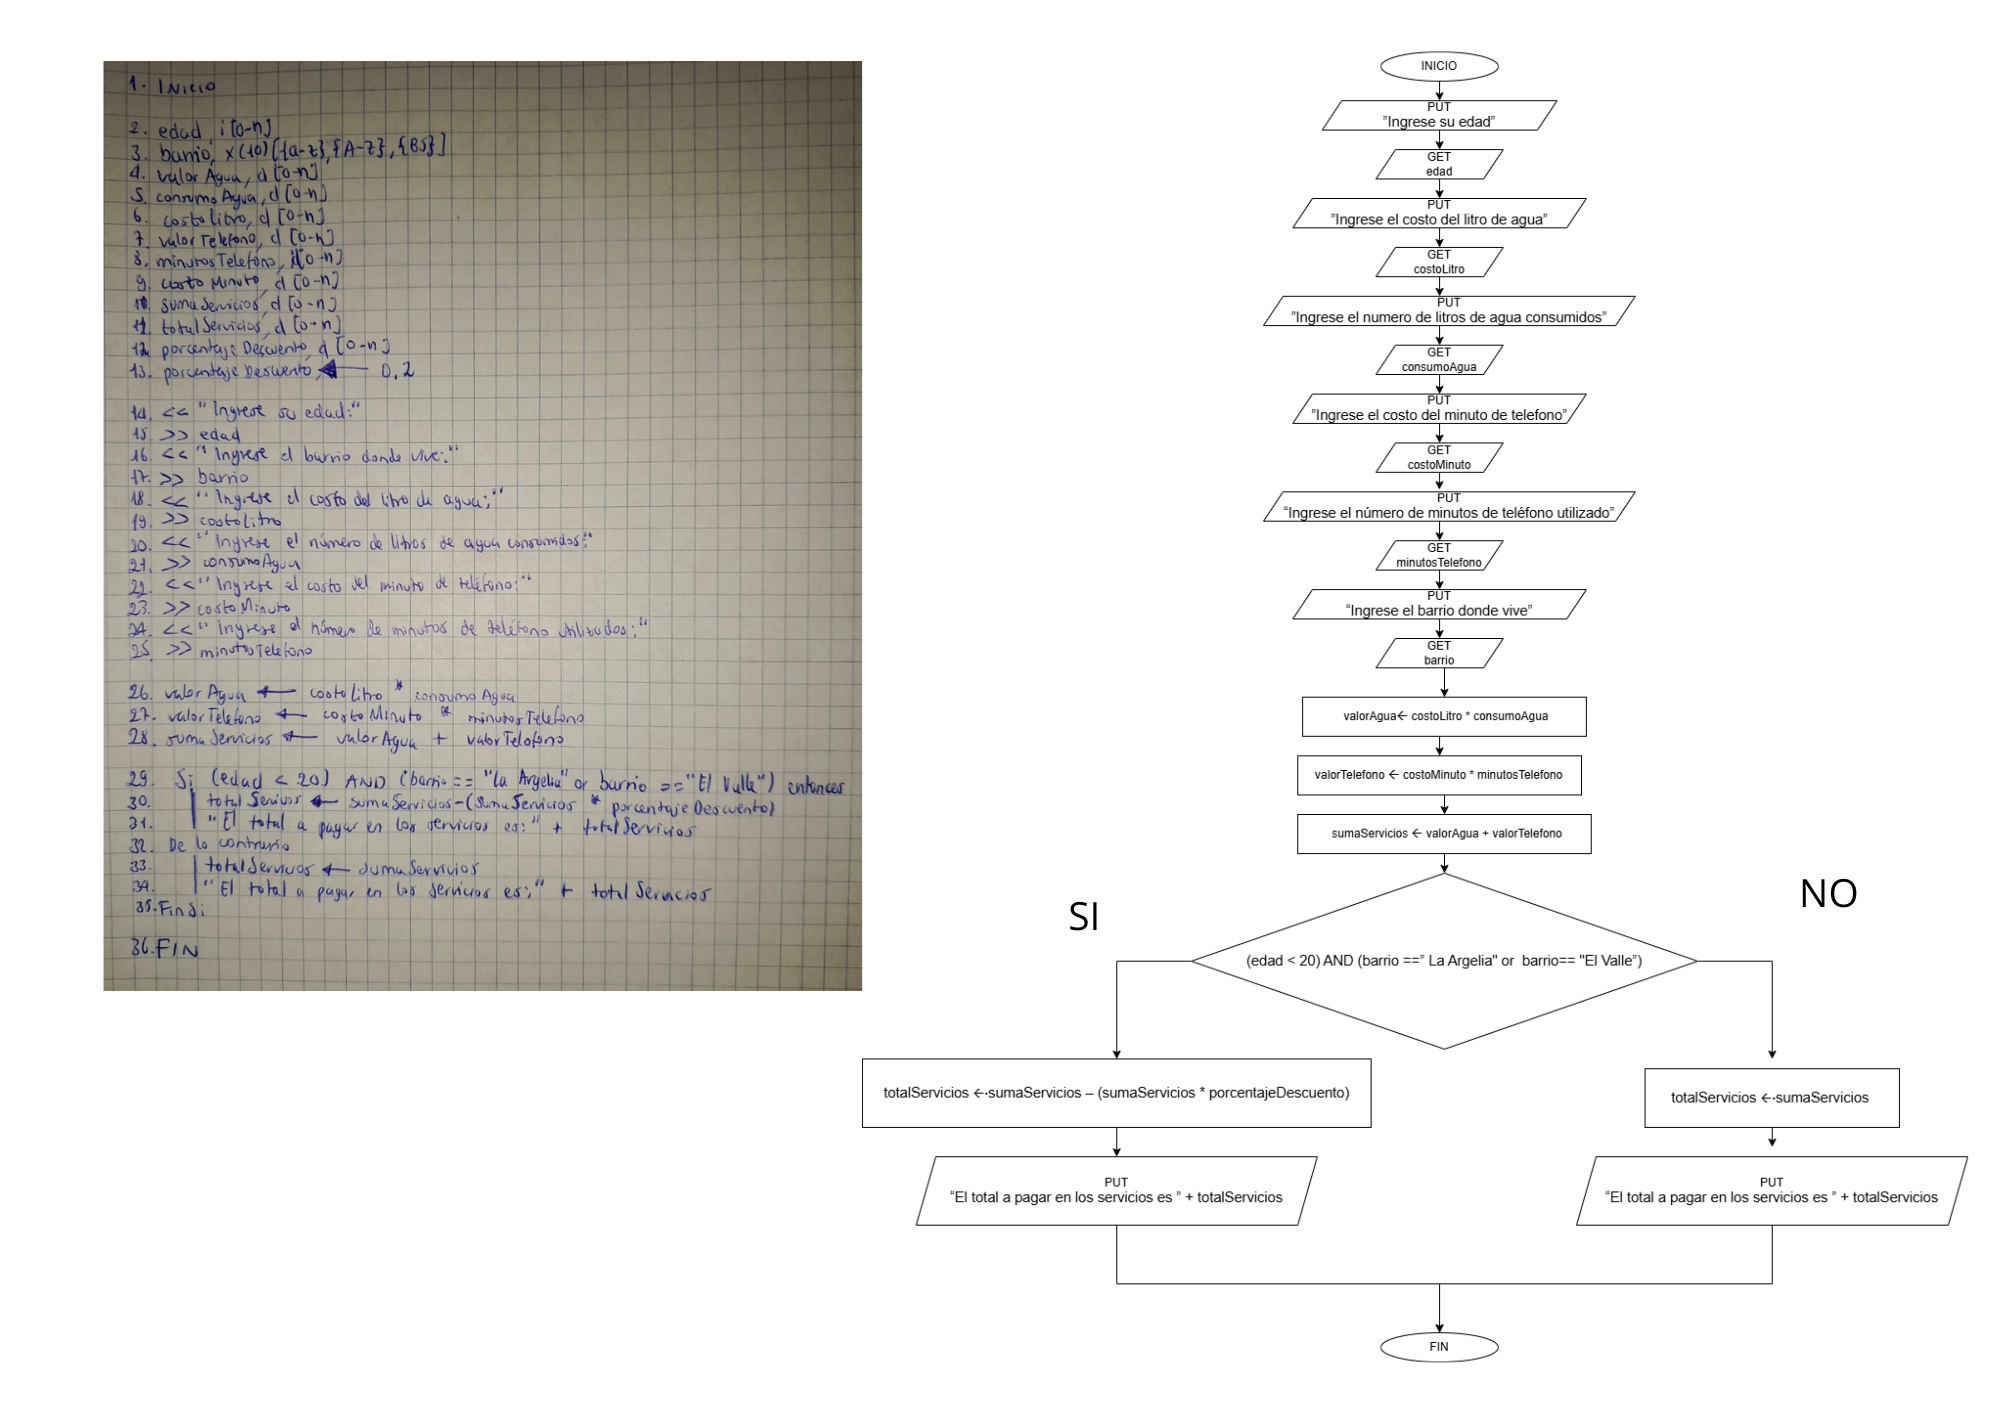 1. INICIO
2. edad, i [0-n]
3. barrio, x(10) [{a-z}, {A-Z}, {BS}]
4. valor Agua, d [0-n]
5. consumo Agua, d [0-n]
6. costo litro, d [0-n]
7. valor Telefono, d [0-n]
8. minutos Telefono, i [0-n]
9. costo Minuto, d [0-n]
10. suma Servicios, d [0-n]
11. total Servicios, d [0-n]
12. porcentaje Descuento, d [0-n]
13. porcentaje Descuento, ← 0,2
14. << "Ingrese su edad:"
15. >> edad
16. << "Ingrese el barrio donde vive:"
17. >> barrio
18. << "Ingrese el costo del litro de agua:"
19. >> costoLitro
20. << "Ingrese el número de litros de agua consumidos:"
21. >> consumo Agua
22. << "Ingrese el costo del minuto de teléfono:"
23. >> costo Minuto
24. << "Ingrese el número de minutos de teléfono utilizados:"
25. >> minutosTelefono
26. valor Agua ← costo litro * consumo Agua
27. valor Telefono ← costo Minuto * minutos Telefono
28. suma Servicios ← valor Agua + valor Telefono
29. Si (edad < 20) AND (barrio == "La Argelia" or barrio == "El Valle") entonces
30. total Servicios ← suma Servicios - (Suma Servicios * porcentaje Descuento)
31. "El total a pagar en los servicios es:" + total Servicios
32. De lo contrario
33. total Servicios ← suma Servicios
34. "El total a pagar en los servicios es:" + total Servicios
35. FinSi
36. FIN
INICIO
PUT
"Ingrese su edad"
GET
edad
PUT
"Ingrese el costo del litro de agua"
GET
costoLitro
PUT
"Ingrese el numero de litros de agua consumidos"
GET
consumoAgua
PUT
"Ingrese el costo del minuto de telefono"
GET
costoMinuto
PUT
"Ingrese el número de minutos de teléfono utilizado"
GET
minutosTelefono
PUT
"Ingrese el barrio donde vive"
GET
barrio
valorAgua← costoLitro * consumoAgua
valorTelefono ← costoMinuto * minutosTelefono
sumaServicios ← valorAgua + valorTelefono
SI
NO
(edad < 20) AND (barrio ==" La Argelia" or barrio== "El Valle")
totalServicios ←·sumaServicios – (sumaServicios * porcentajeDescuento)
totalServicios ←·sumaServicios
PUT
"El total a pagar en los servicios es " + totalServicios
PUT
"El total a pagar en los servicios es " + totalServicios
FIN